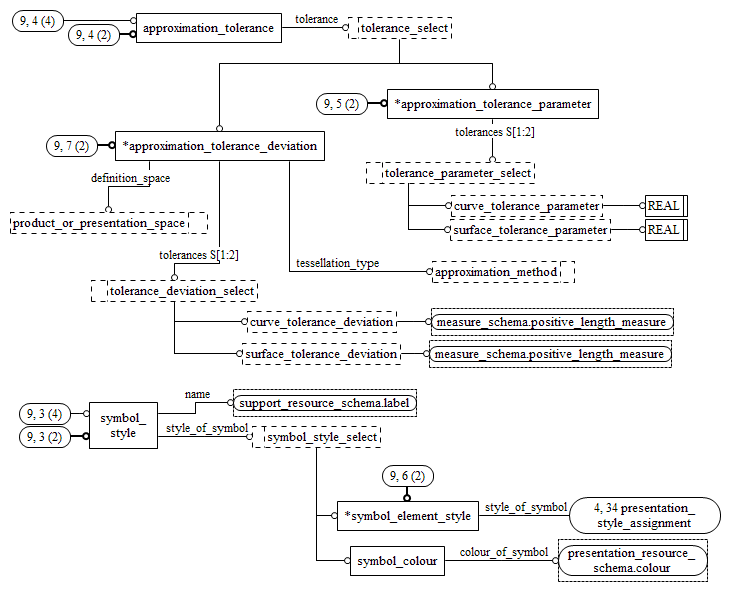 9, 4 (4)
9, 4 (2)
approximation_tolerance
tolerance
tolerance_select
9, 5 (2)
*approximation_tolerance_parameter
tolerances S[1:2]
tolerance_parameter_select
curve_tolerance_parameter
REAL
surface_tolerance_parameter
REAL
9, 7 (2)
*approximation_tolerance_deviation
definition_space
product_or_presentation_space
tolerances S[1:2]
tessellation_type
approximation_method
tolerance_deviation_select
curve_tolerance_deviation
measure_schema.positive_length_measure
surface_tolerance_deviation
measure_schema.positive_length_measure
9, 3 (4)
9, 3 (2)
symbol_
style
name
support_resource_schema.label
style_of_symbol
symbol_style_select
9, 6 (2)
*symbol_element_style
style_of_symbol
4, 34 presentation_
style_assignment
symbol_colour
colour_of_symbol
presentation_resource_
schema.colour